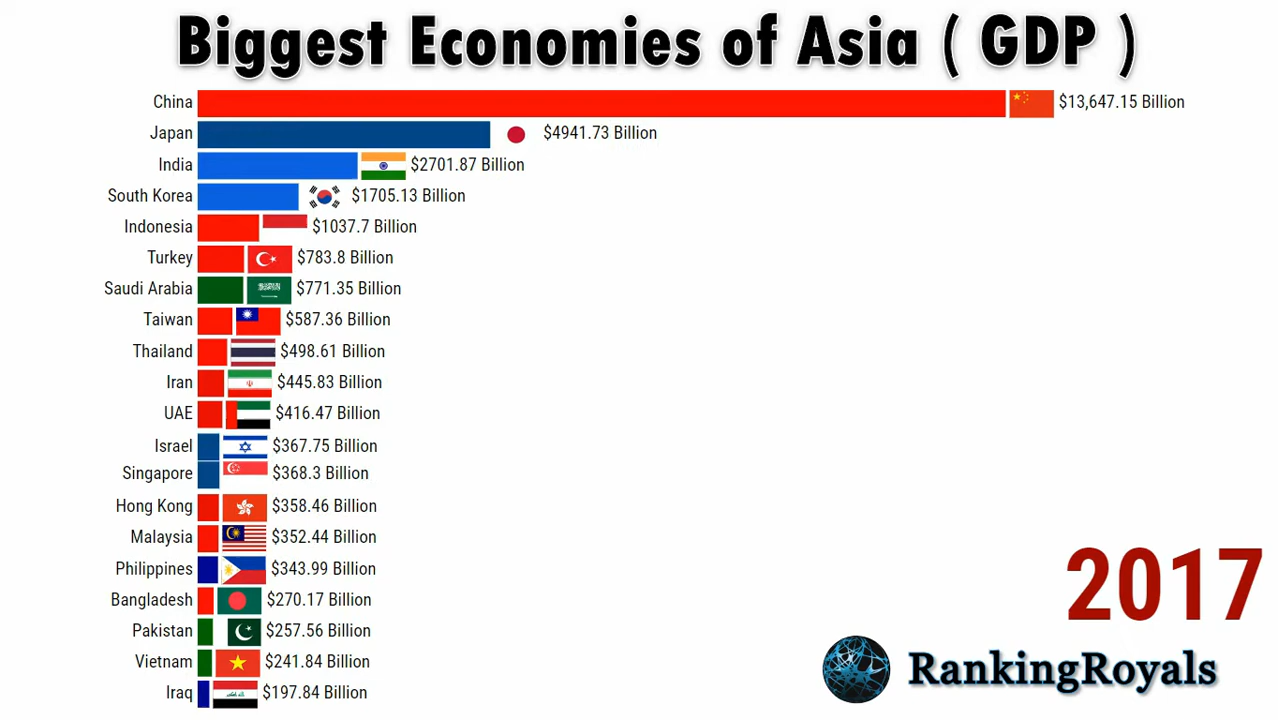 Biggest Economies of Asia ( GDP )
China $13,647.15 Billion
Japan $4941.73 Billion
India $2701.87 Billion
South Korea $1705.13 Billion
Indonesia $1037.7 Billion
Turkey $783.8 Billion
Saudi Arabia $771.35 Billion
Taiwan $587.36 Billion
Thailand $498.61 Billion
Iran $445.83 Billion
UAE $416.47 Billion
Israel $367.75 Billion
Singapore $368.3 Billion
Hong Kong $358.46 Billion
Malaysia $352.44 Billion
Philippines $343.99 Billion
Bangladesh $270.17 Billion
Pakistan $257.56 Billion
Vietnam $241.84 Billion
Iraq $197.84 Billion
2017
RankingRoyals